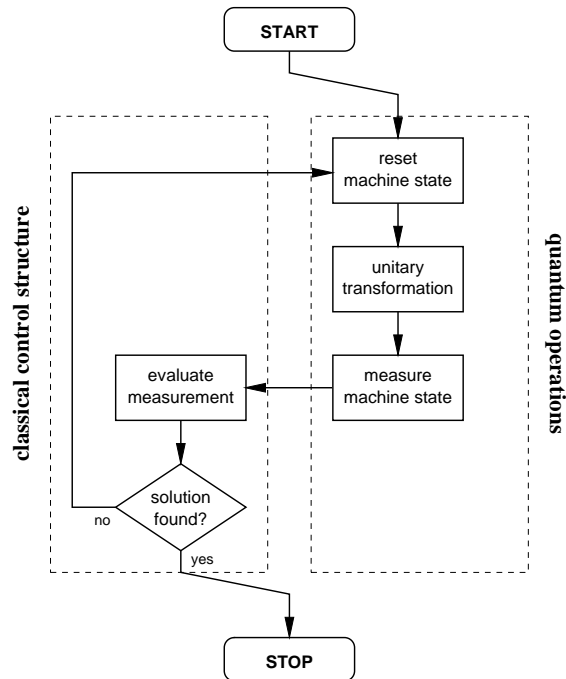 START
reset
machine state
unitary
transformation
measure
machine state
evaluate
measurement
solution
found?
no
yes
STOP
classical control structure
quantum operations